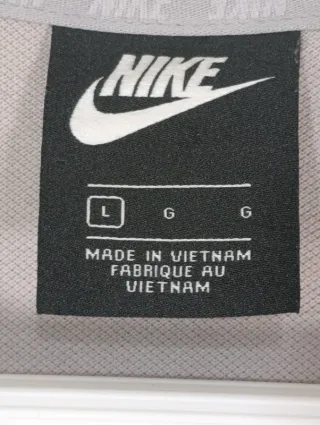 NIKE
L G G
MADE IN VIETNAM
FABRIQUE AU
VIETNAM